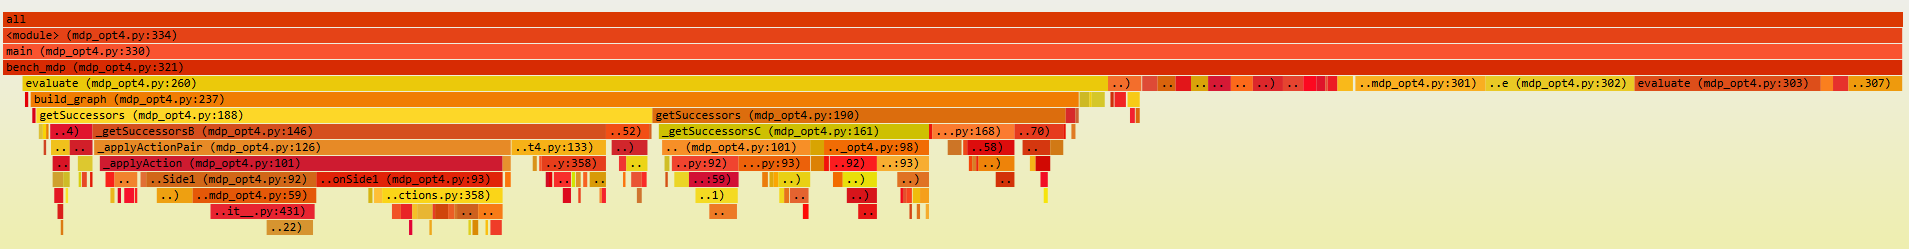 all
<module> (mdp_opt4.py:334)
main (mdp_opt4.py:330)
bench_mdp (mdp_opt4.py:321)
evaluate (mdp_opt4.py:260) ..) .. .. .. ..) .. ..mdp_opt4.py:301) ..e (mdp_opt4.py:302) evaluate (mdp_opt4.py:303) ..307)
build_graph (mdp_opt4.py:237)
getSuccessors (mdp_opt4.py:188) getSuccessors (mdp_opt4.py:190)
..4) _getSuccessorsB (mdp_opt4.py:146) ..52) _getSuccessorsC (mdp_opt4.py:161) ...py:168) ..70)
.. .. _applyActionPair (mdp_opt4.py:126) ..t4.py:133) ..) .. (mdp_opt4.py:101) .._opt4.py:98) ..58) ..
.. _applyAction (mdp_opt4.py:101) ..y:358) .. ..py:92) ...py:93) ..92) ..:93) ..)
.. ..Side1 (mdp_opt4.py:92) ..onSide1 (mdp_opt4.py:93) .. .. ..:59) ..) ..) ..) ..
..) ..mdp_opt4.py:59) ..ctions.py:358) ..1) .. ..)
..it__.py:431) .. .. .. ..
..22)